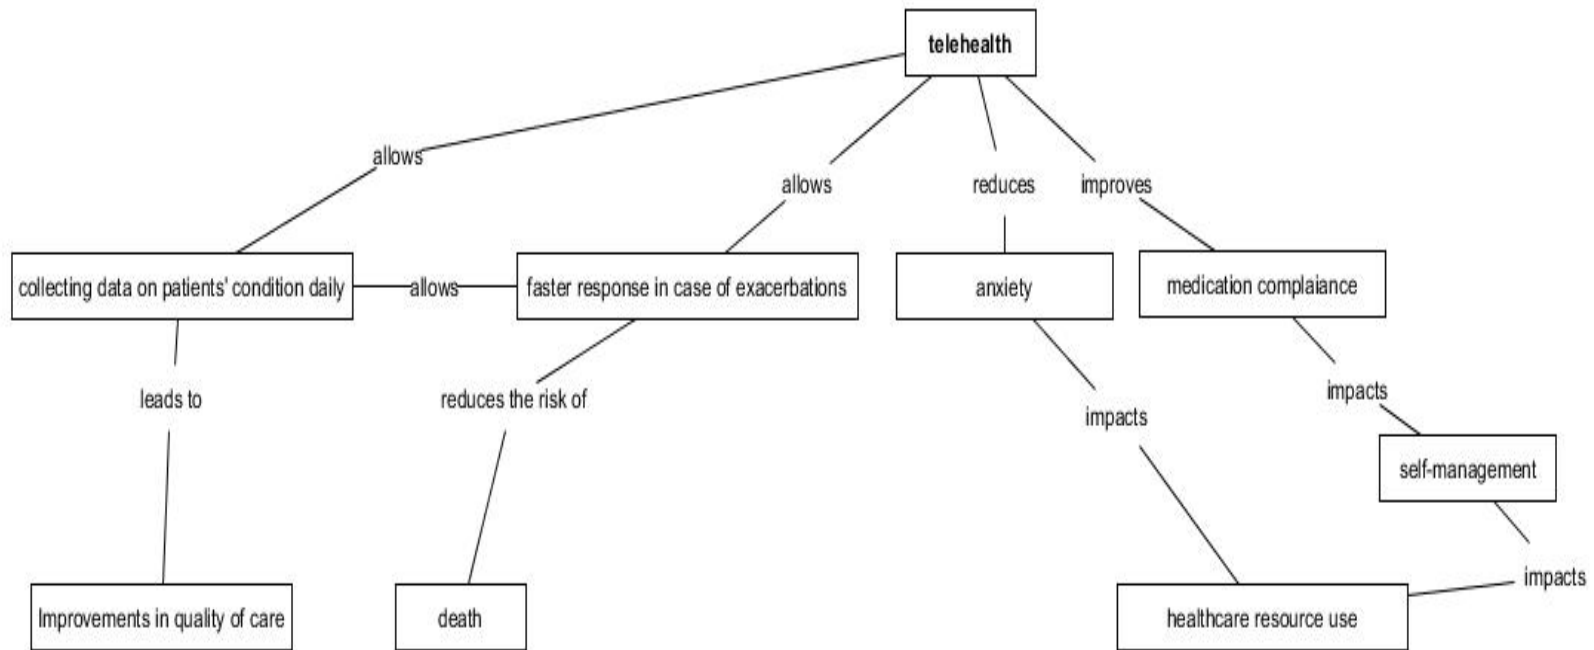 telehealth
allows
allows
reduces
improves
collecting data on patients' condition daily
allows
faster response in case of exacerbations
anxiety
medication complaiance
leads to
reduces the risk of
impacts
impacts
self-management
impacts
Improvements in quality of care
death
healthcare resource use